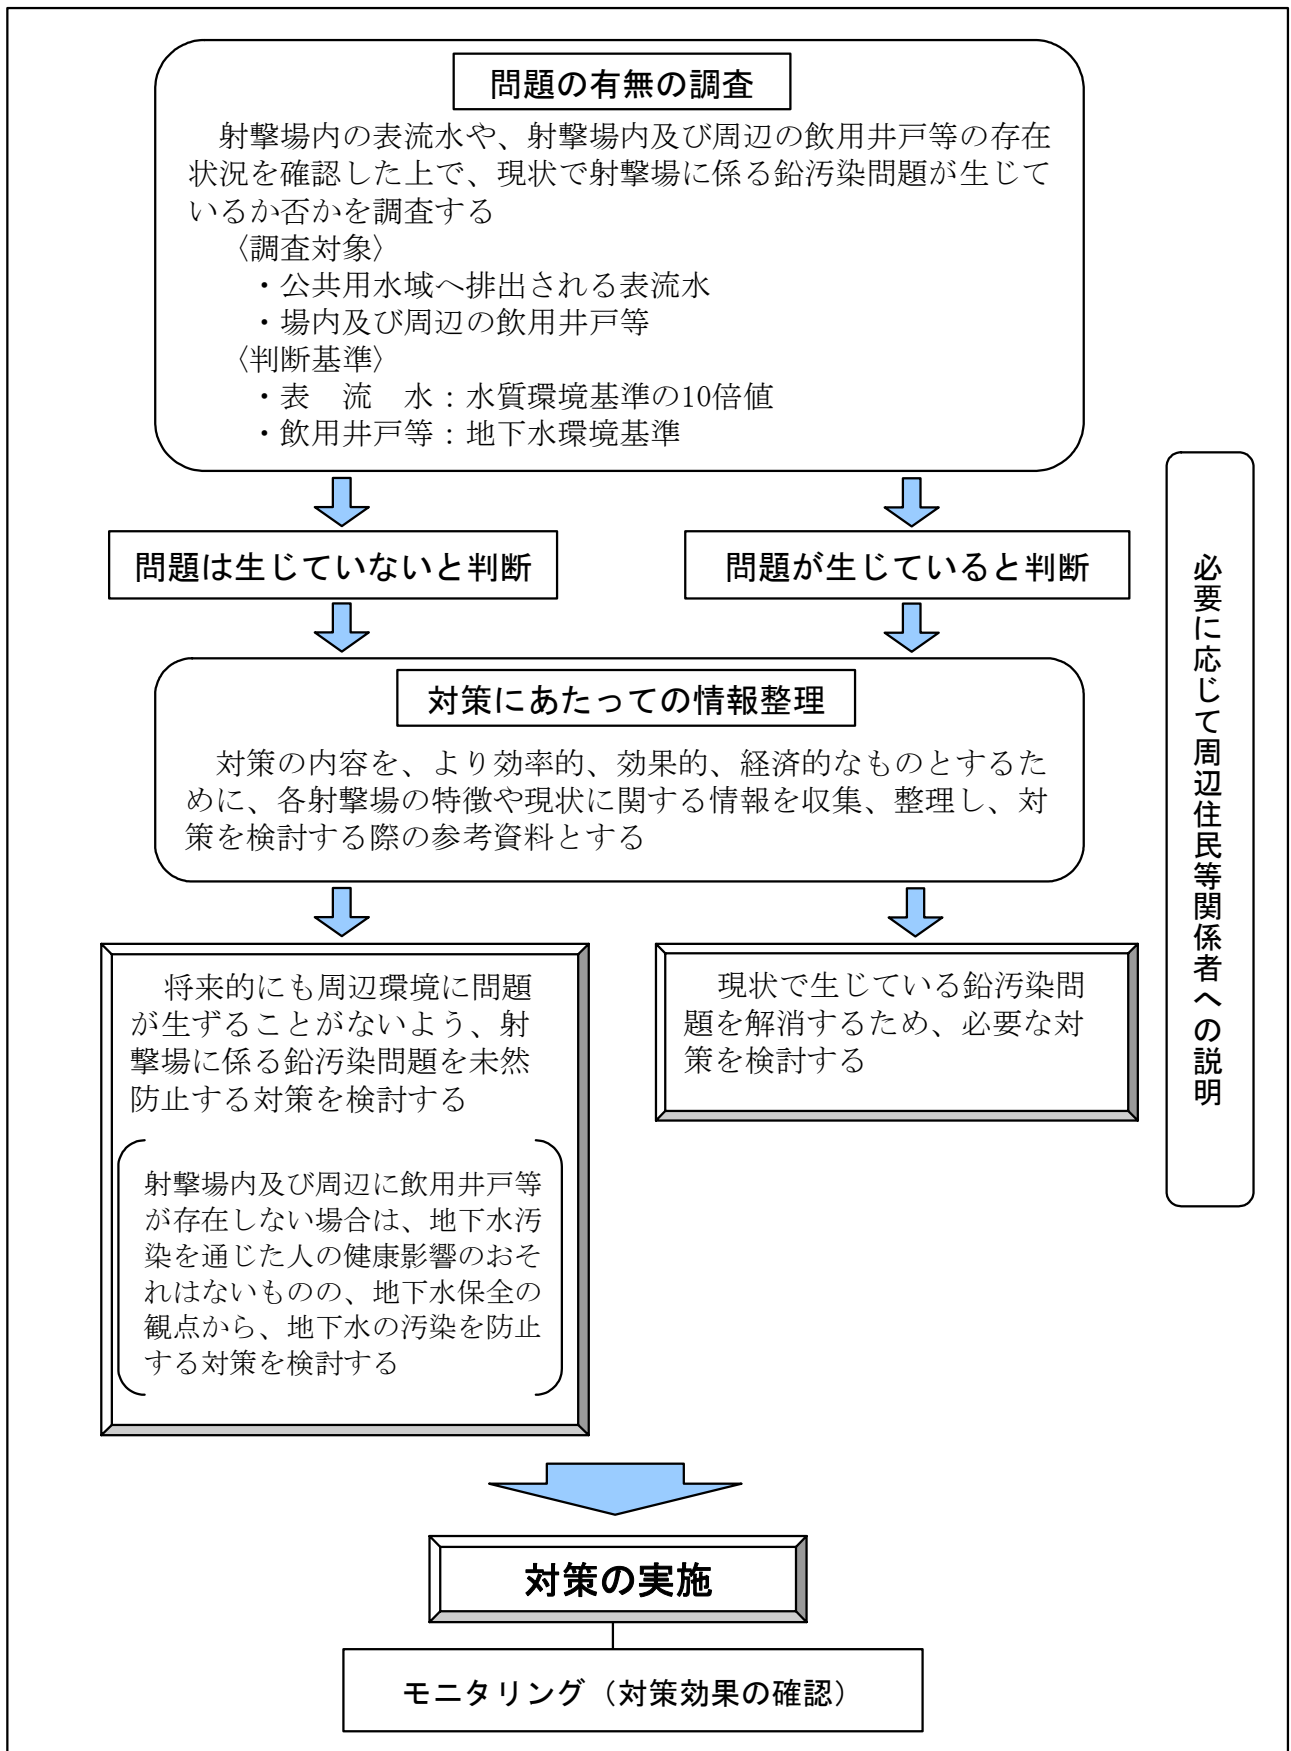 問題の有無の調査
射撃場内の表流水や、射撃場内及び周辺の飲用井戸等の存在
状況を確認した上で、現状で射撃場に係る鉛汚染問題が生じて
いるか否かを調査する
〈調査対象〉
・公共用水域へ排出される表流水
・場内及び周辺の飲用井戸等
〈判断基準〉
・表　流　水：水質環境基準の10倍値
・飲用井戸等：地下水環境基準
問題は生じていないと判断
問題が生じていると判断
対策にあたっての情報整理
対策の内容を、より効率的、効果的、経済的なものとするた
めに、各射撃場の特徴や現状に関する情報を収集、整理し、対
策を検討する際の参考資料とする
将来的にも周辺環境に問題
が生ずることがないよう、射
撃場に係る鉛汚染問題を未然
防止する対策を検討する
射撃場内及び周辺に飲用井戸等
が存在しない場合は、地下水汚
染を通じた人の健康影響のおそ
れはないものの、地下水保全の
観点から、地下水の汚染を防止
する対策を検討する
現状で生じている鉛汚染問
題を解消するため、必要な対
策を検討する
必要に応じて周辺住民等関係者への説明
対策の実施
モニタリング（対策効果の確認）